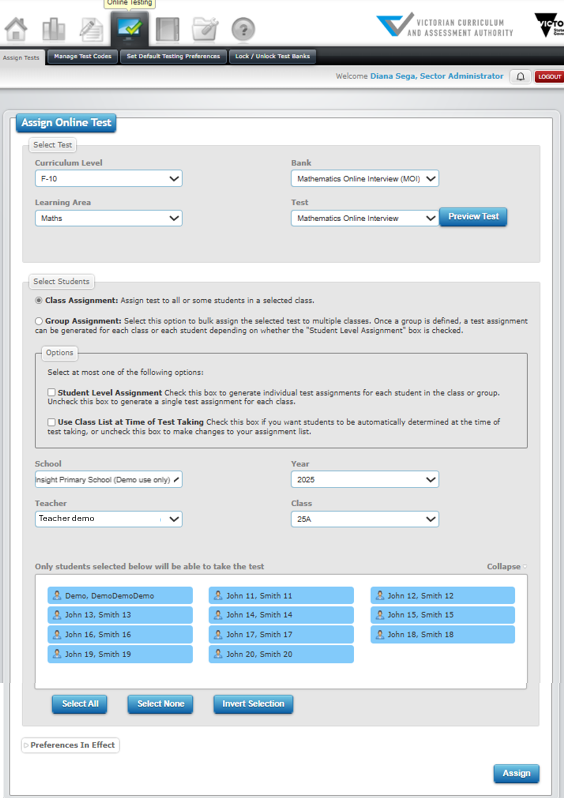 Online Testing
VICTORIAN CURRICULUM
AND ASSESSMENT AUTHORITY
Assign Tests
Manage Test Codes
Set Default Testing Preferences
Lock / Unlock Test Banks
Welcome Diana Sega, Sector Administrator
LOGOUT
Assign Online Test
Select Test
Curriculum Level
Bank
F-10
Mathematics Online Interview (MOI)
Learning Area
Test
Maths
Mathematics Online Interview
Preview Test
Select Students
Class Assignment: Assign test to all or some students in a selected class.
Group Assignment: Select this option to bulk assign the selected test to multiple classes. Once a group is defined, a test assignment
can be generated for each class or each student depending on whether the "Student Level Assignment" box is checked.
Options
Select at most one of the following options:
Student Level Assignment Check this box to generate individual test assignments for each student in the class or group.
Uncheck this box to generate a single test assignment for each class.
Use Class List at Time of Test Taking Check this box if you want students to be automatically determined at the time of
test taking, or uncheck this box to make changes to your assignment list.
School
Year
Insight Primary School (Demo use only)
2025
Teacher
Class
Teacher demo
25A
Only students selected below will be able to take the test
Collapse
Demo, DemoDemoDemo
John 11, Smith 11
John 12, Smith 12
John 13, Smith 13
John 14, Smith 14
John 15, Smith 15
John 16, Smith 16
John 17, Smith 17
John 18, Smith 18
John 19, Smith 19
John 20, Smith 20
Select All
Select None
Invert Selection
Preferences In Effect
Assign